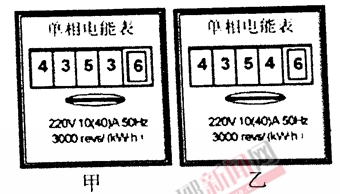 单相电能表
4 3 5 3 6
220V 10(40)A 50Hz
3000 revs/(kW·h)
甲
单相电能表
4 3 5 4 6
220V 10(40)A 50Hz
3000 revs/(kW·h)
乙